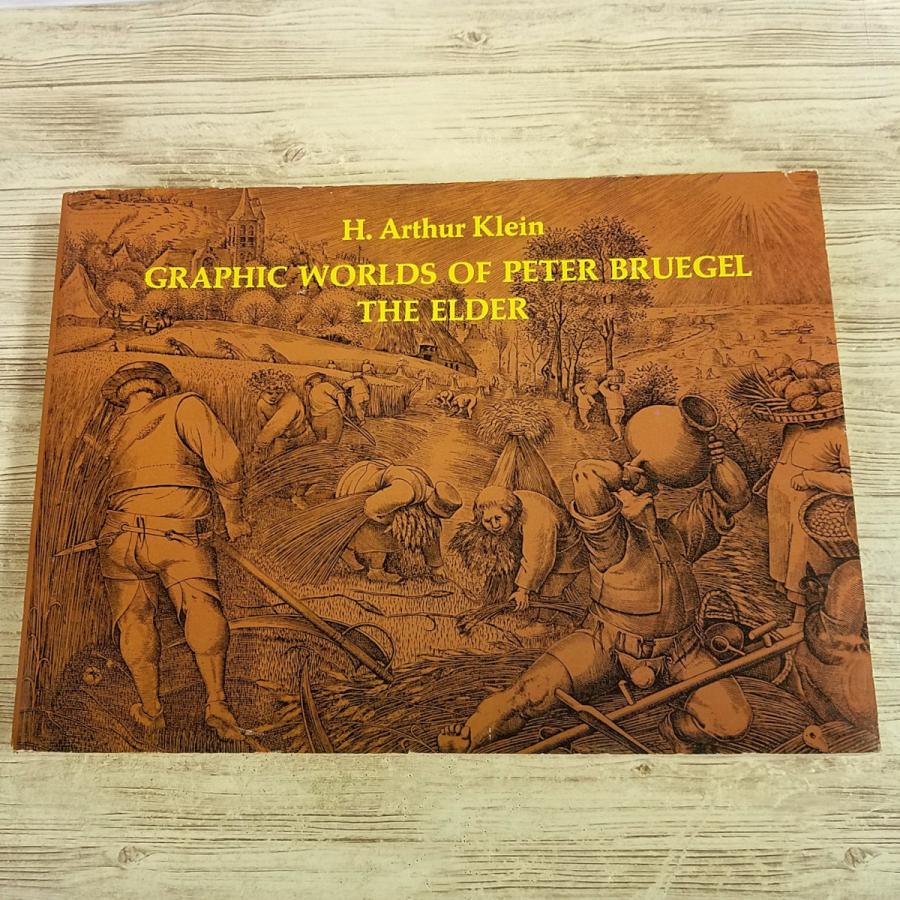 H. Arthur Klein
GRAPHIC WORLDS OF PETER BRUEGEL
THE ELDER